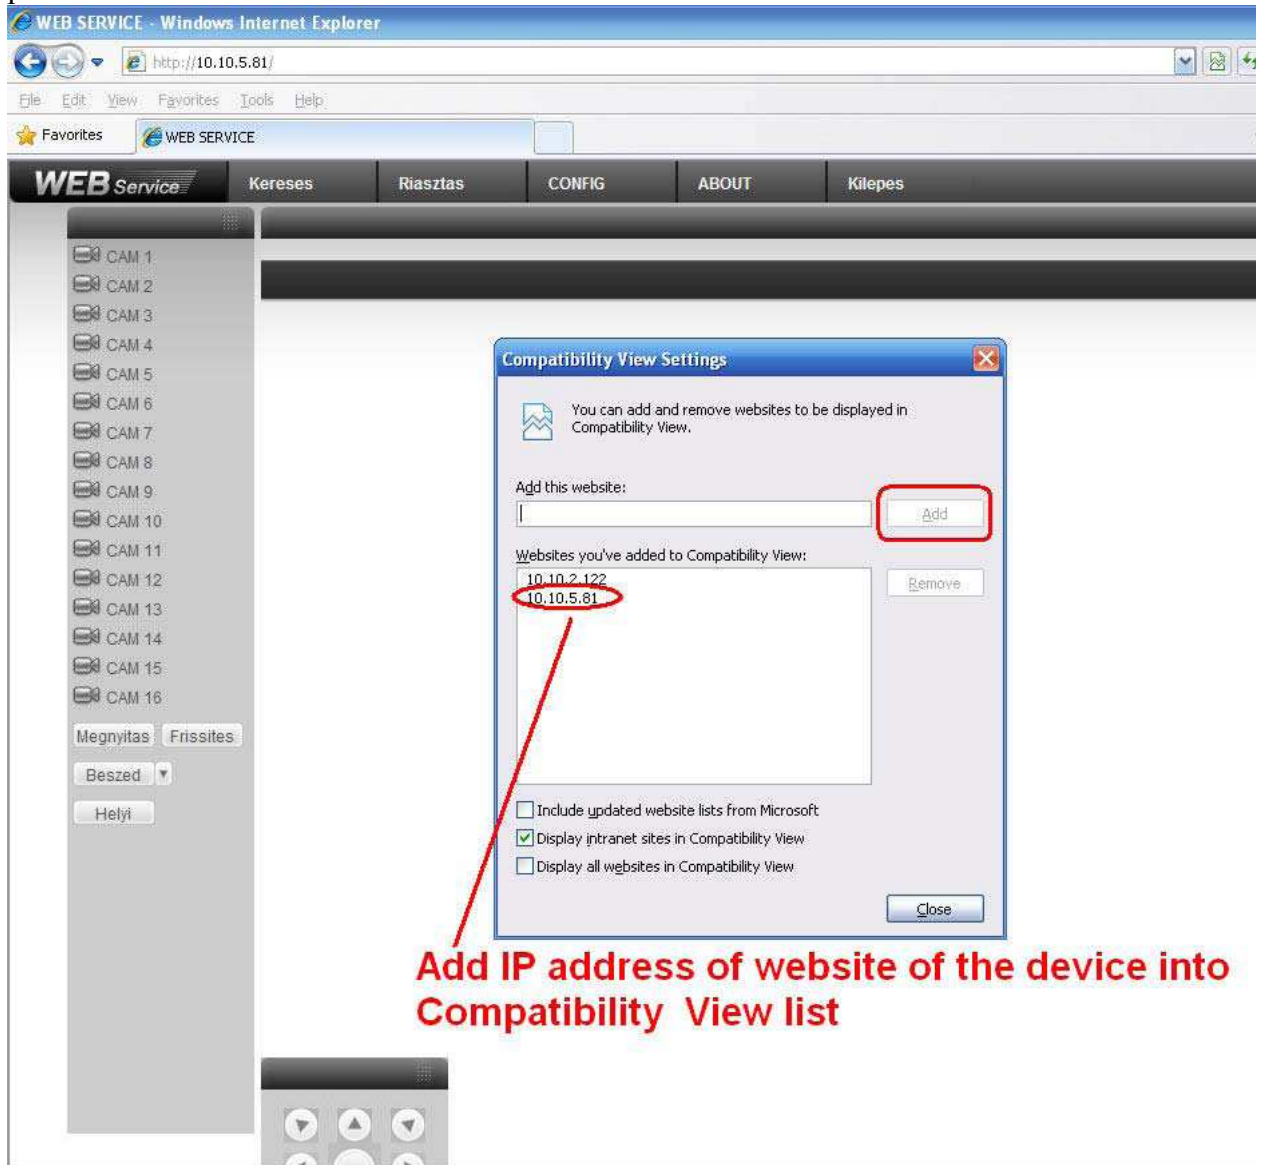 WEB SERVICE - Windows Internet Explorer
http://10.10.5.81/
File Edit View Favorites Tools Help
Favorites WEB SERVICE
WEB Service Kereses Riasztas CONFIG ABOUT Kilepes
CAM 1
CAM 2
CAM 3
CAM 4
CAM 5
CAM 6
CAM 7
CAM 8
CAM 9
CAM 10
CAM 11
CAM 12
CAM 13
CAM 14
CAM 15
CAM 16
Megnyitas Frissites
Beszed
Helyi
Compatibility View Settings
You can add and remove websites to be displayed in
Compatibility View.
Add this website:
Add
Websites you've added to Compatibility View:
10.10.2.122
10.10.5.81
Remove
Include updated website lists from Microsoft
Display intranet sites in Compatibility View
Display all websites in Compatibility View
Close
Add IP address of website of the device into
Compatibility View list